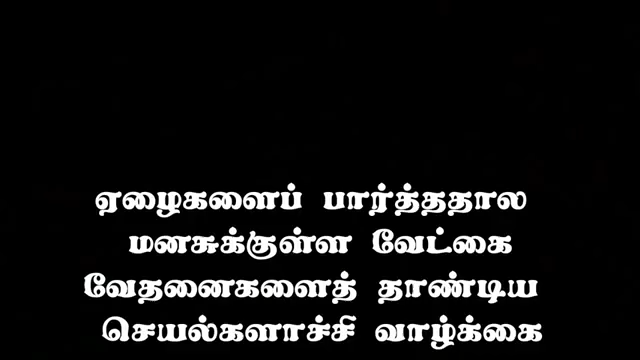 ஏழைகளைப் பார்த்ததால
மனசுக்குள்ள வேட்கை
வேதனைகளைத் தாண்டிய
செயல்களாச்சி வாழ்க்கை